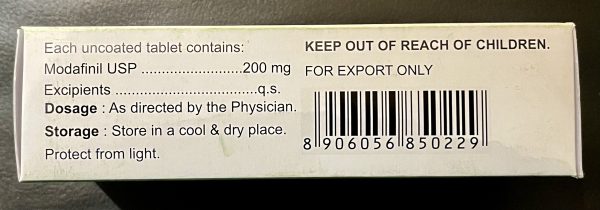 Each uncoated tablet contains:
Modafinil USP ..........................200 mg
Excipients ...................................q.s.
Dosage : As directed by the Physician.
Storage : Store in a cool & dry place.
Protect from light.
KEEP OUT OF REACH OF CHILDREN.
FOR EXPORT ONLY
8 906056 850229